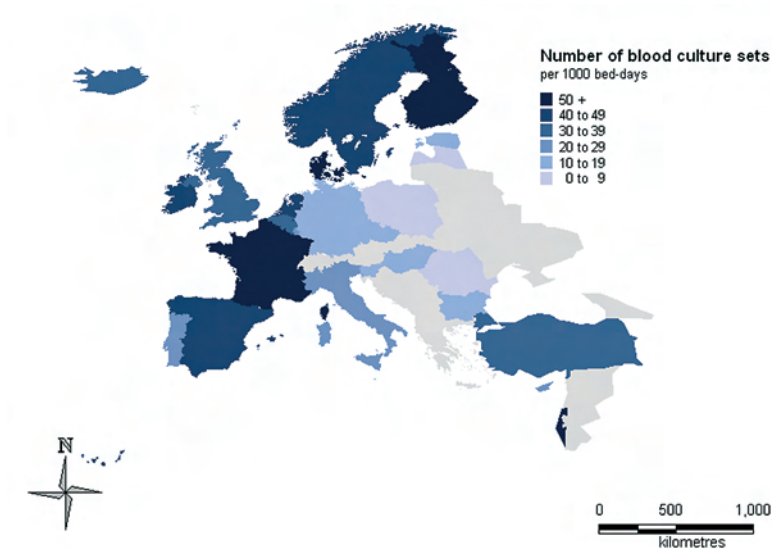 Number of blood culture sets
per 1000 bed-days
50 +
40 to 49
30 to 39
20 to 29
10 to 19
0 to 9
N
0 500 1,000
kilometres